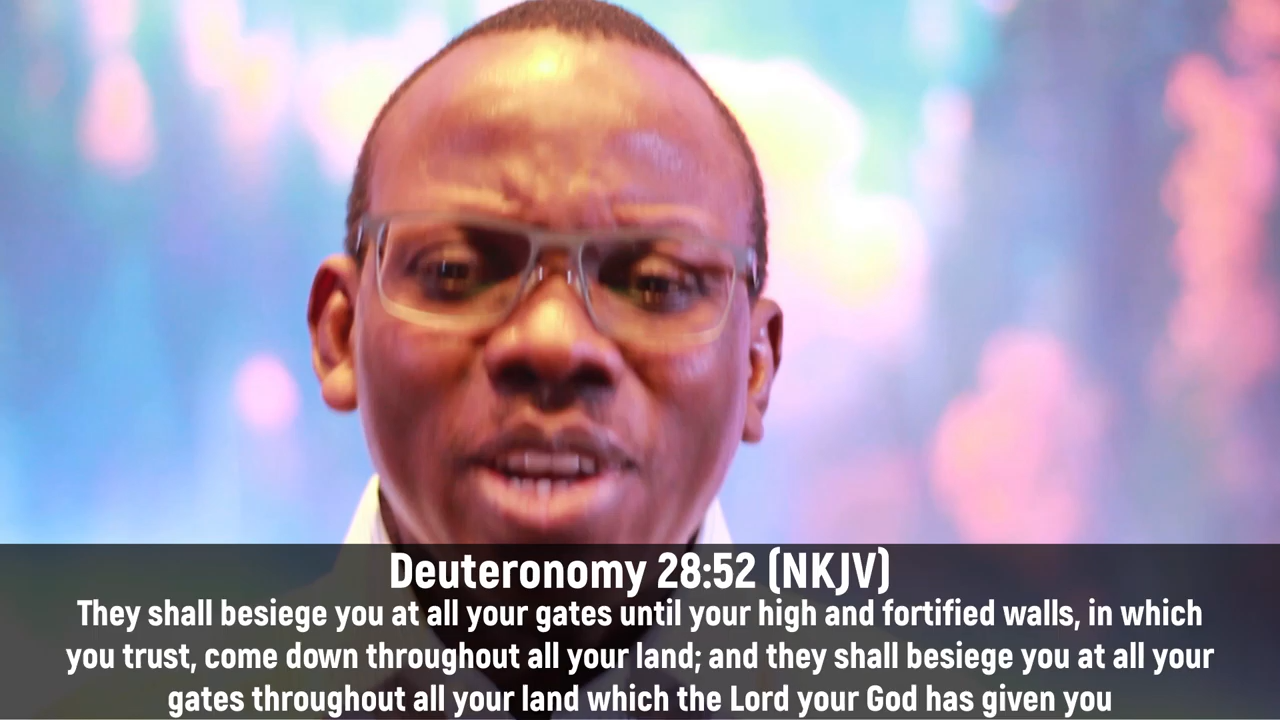 Deuteronomy 28:52 (NKJV)
They shall besiege you at all your gates until your high and fortified walls, in which
you trust, come down throughout all your land; and they shall besiege you at all your
gates throughout all your land which the Lord your God has given you